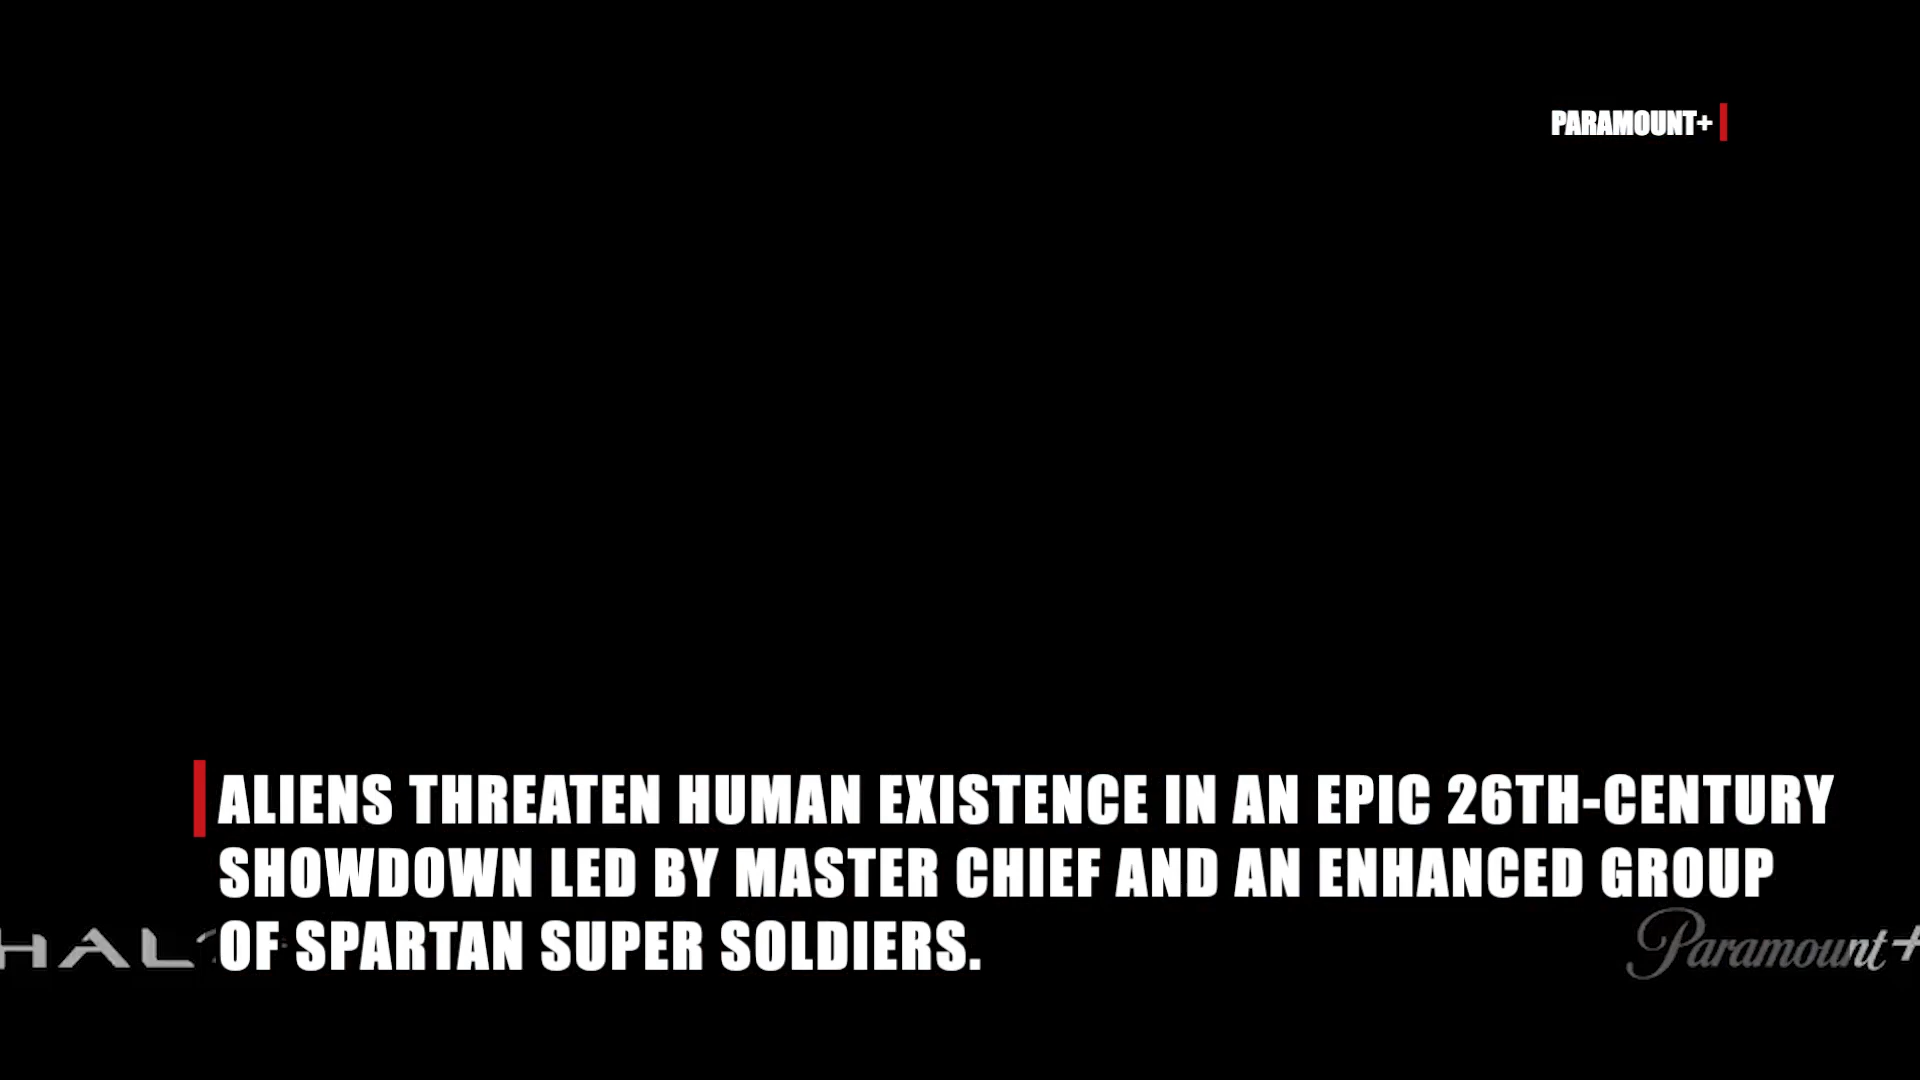 PARAMOUNT+
ALIENS THREATEN HUMAN EXISTENCE IN AN EPIC 26TH-CENTURY
SHOWDOWN LED BY MASTER CHIEF AND AN ENHANCED GROUP
OF SPARTAN SUPER SOLDIERS.
HAL
Paramount+